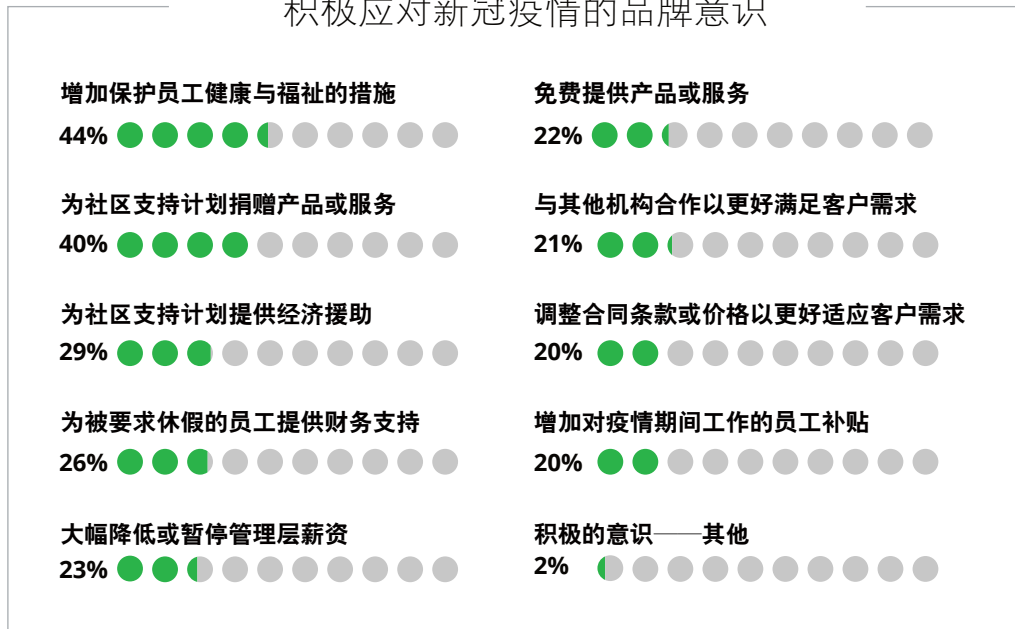 积极应对新冠疫情的品牌意识
增加保护员工健康与福祉的措施
44%
为社区支持计划捐赠产品或服务
40%
为社区支持计划提供经济援助
29%
为被要求休假的员工提供财务支持
26%
大幅降低或暂停管理层薪资
23%
免费提供产品或服务
22%
与其他机构合作以更好满足客户需求
21%
调整合同条款或价格以更好适应客户需求
20%
增加对疫情期间工作的员工补贴
20%
积极的意识——其他
2%